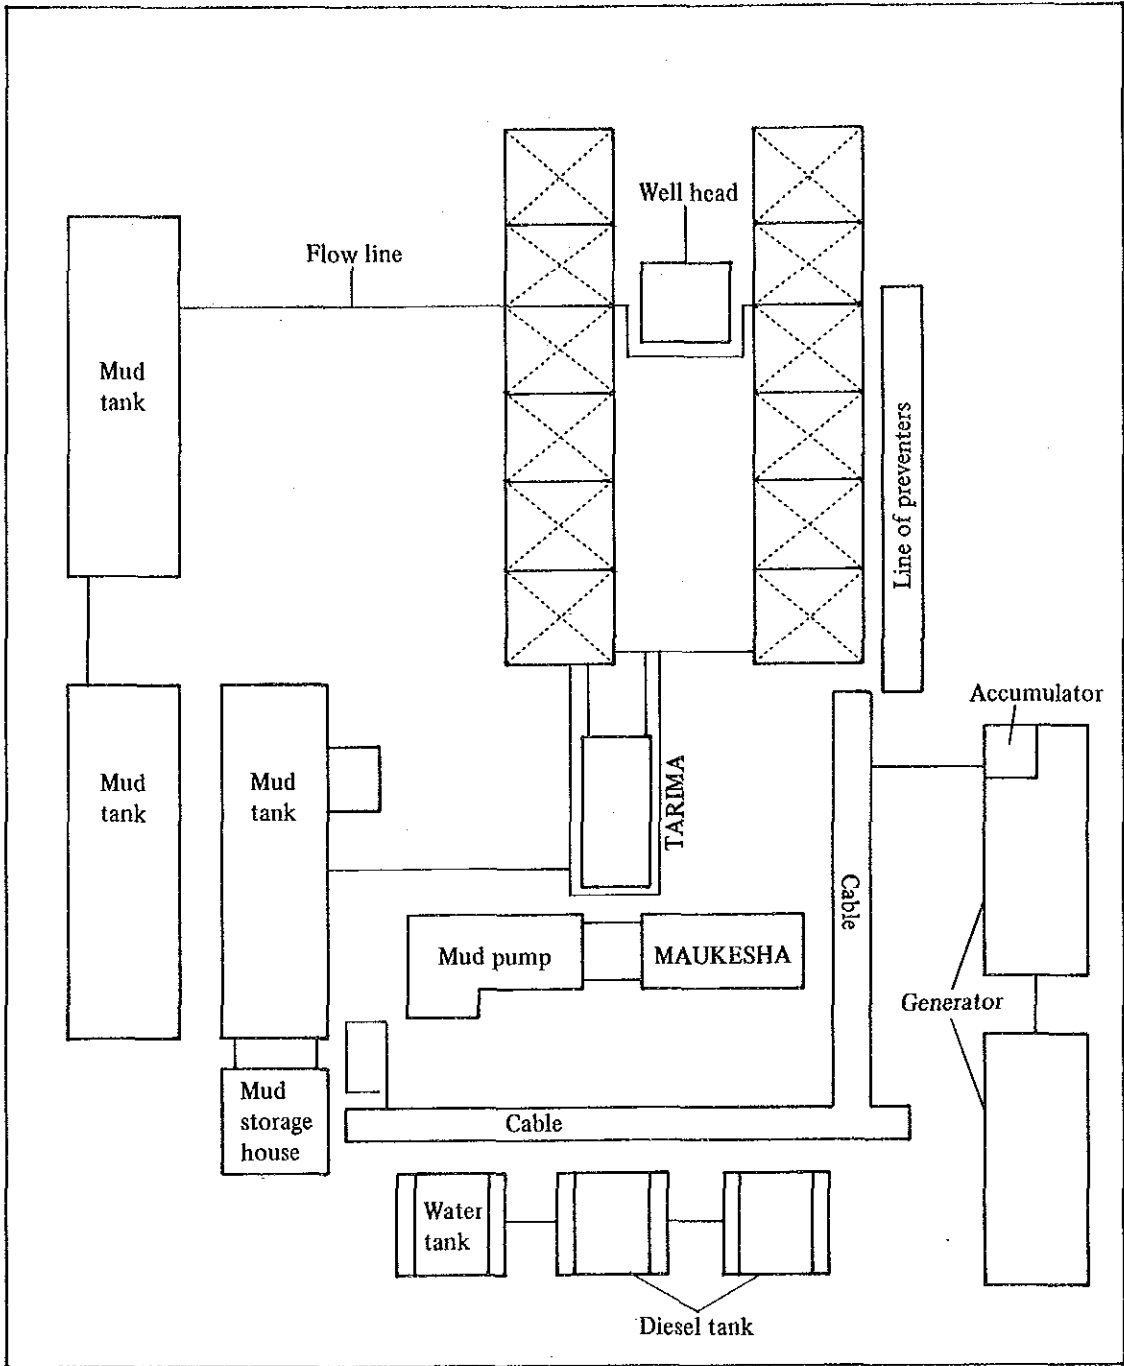 Well head
Flow line
Mud
tank
Line of preventers
Accumulator
Mud
tank
Mud
tank
TARIMA
Cable
Mud pump
MAUKESHA
Generator
Mud
storage
house
Cable
Water
tank
Diesel tank